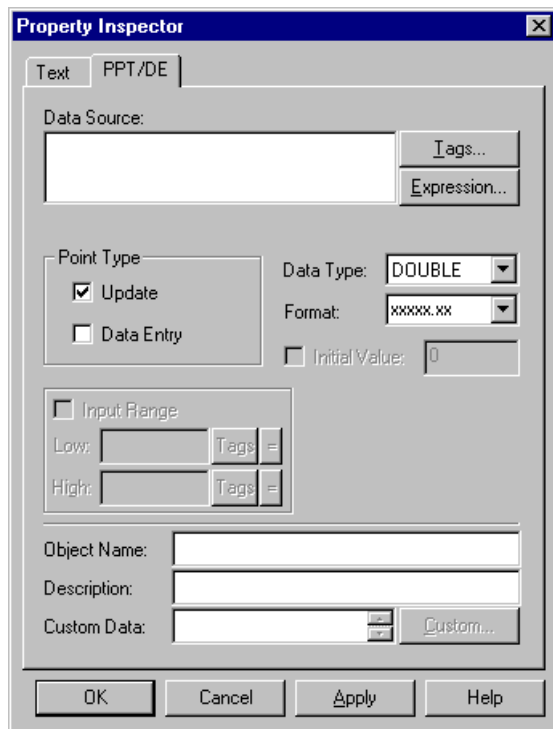 Property Inspector
Text PPT/DE
Data Source:
Tags...
Expression...
Point Type
Update
Data Entry
Data Type: DOUBLE
Format: xxxxx.xx
Initial Value: 0
Input Range
Low: Tags =
High: Tags =
Object Name:
Description:
Custom Data: Custom...
OK Cancel Apply Help